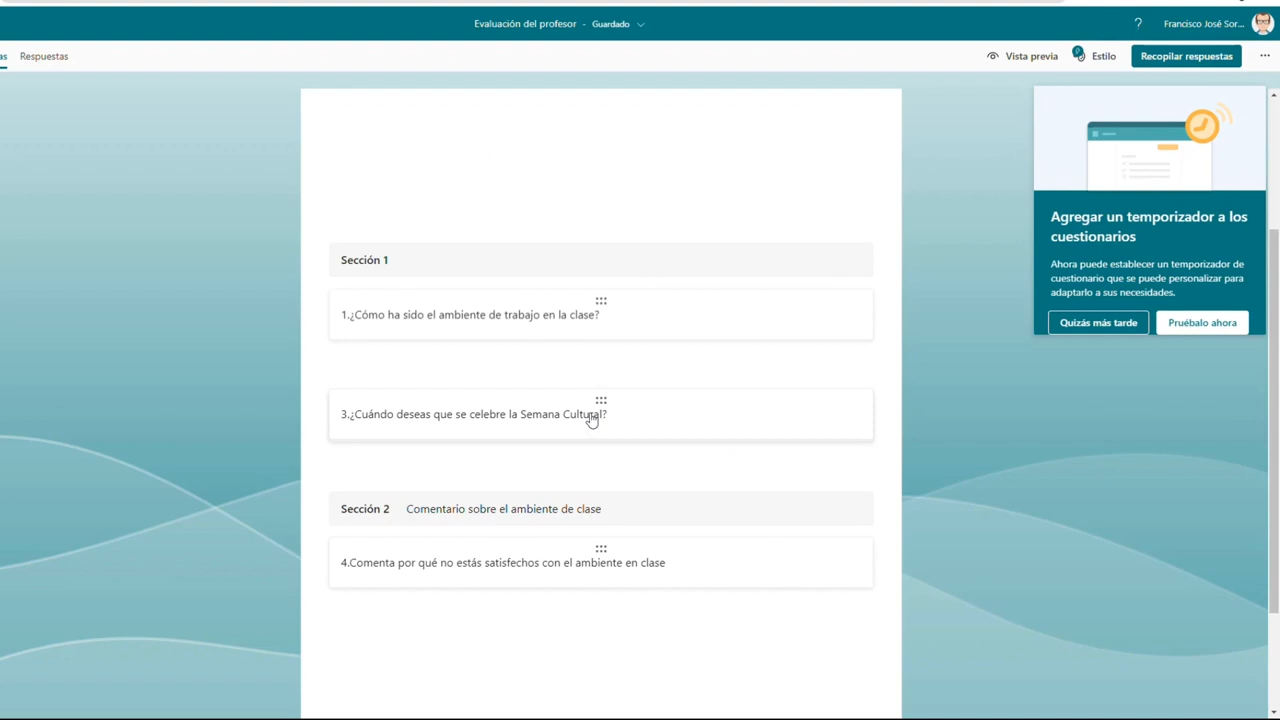 Evaluación del profesor - Guardado
Francisco José Sor...
as
Respuestas
Vista previa
Estilo
Recopilar respuestas
Agregar un temporizador a los
cuestionarios
Ahora puede establecer un temporizador de
cuestionario que se puede personalizar para
adaptarlo a sus necesidades.
Quizás más tarde
Pruébalo ahora
Sección 1
1.¿Cómo ha sido el ambiente de trabajo en la clase?
3.¿Cuándo deseas que se celebre la Semana Cultural?
Sección 2 Comentario sobre el ambiente de clase
4.Comenta por qué no estás satisfechos con el ambiente en clase